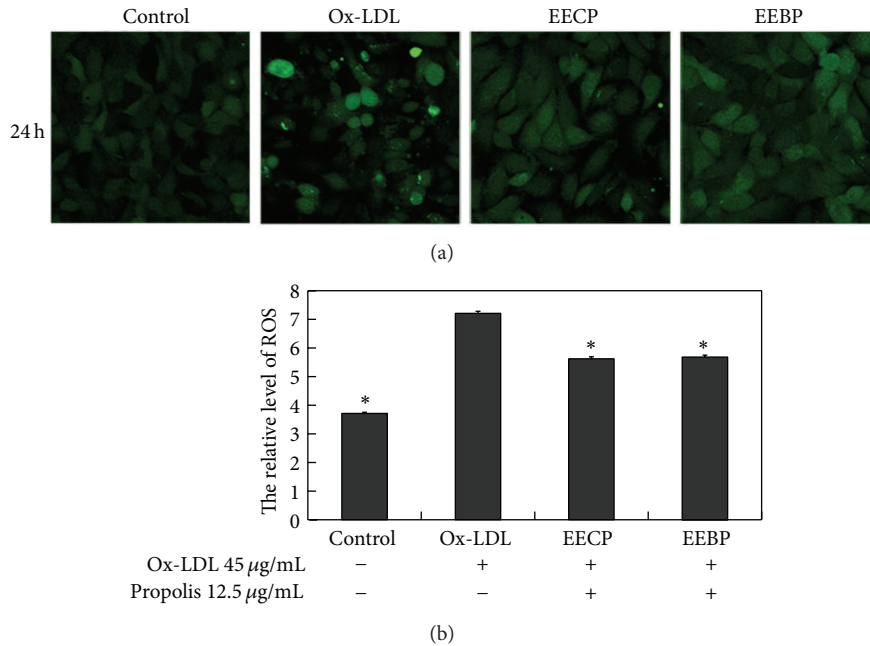 Control Ox-LDL EECP EEBP
24 h
(a)
The relative level of ROS
8
7
6
5
4
3
2
1
0
* * *
Control Ox-LDL EECP EEBP
Ox-LDL 45 μg/mL − + + +
Propolis 12.5 μg/mL − − + +
(b)